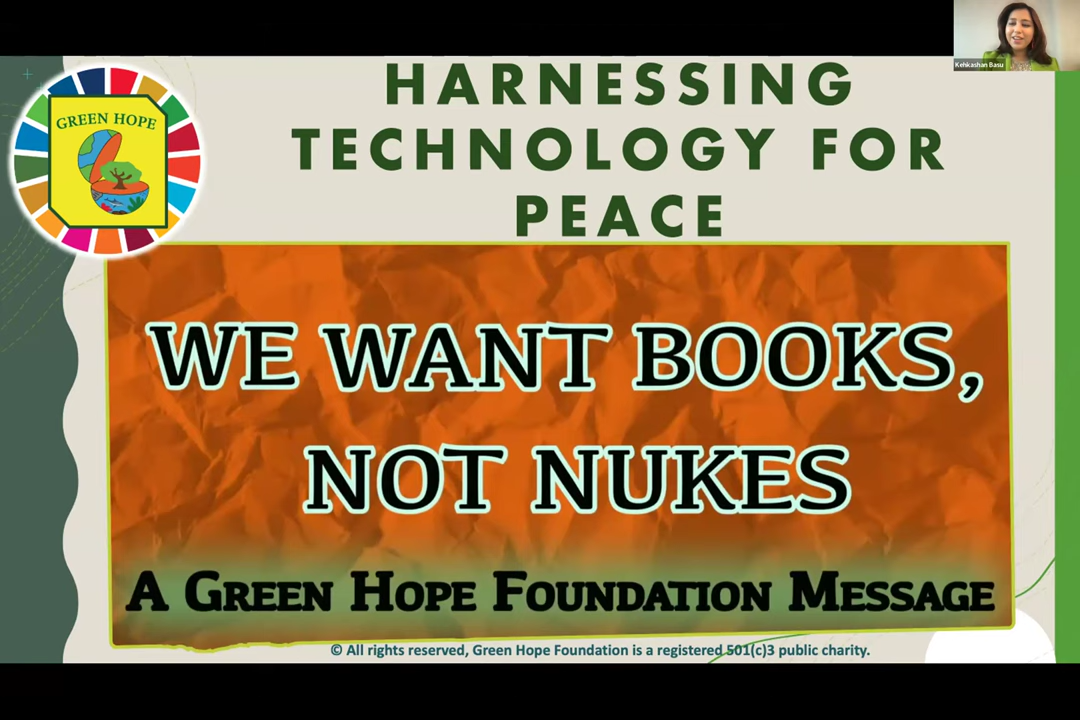 Kehkashan Basu
GREEN HOPE
HARNESSING
TECHNOLOGY FOR
PEACE
WE WANT BOOKS,
NOT NUKES
A GREEN HOPE FOUNDATION MESSAGE
© All rights reserved, Green Hope Foundation is a registered 501(c)3 public charity.